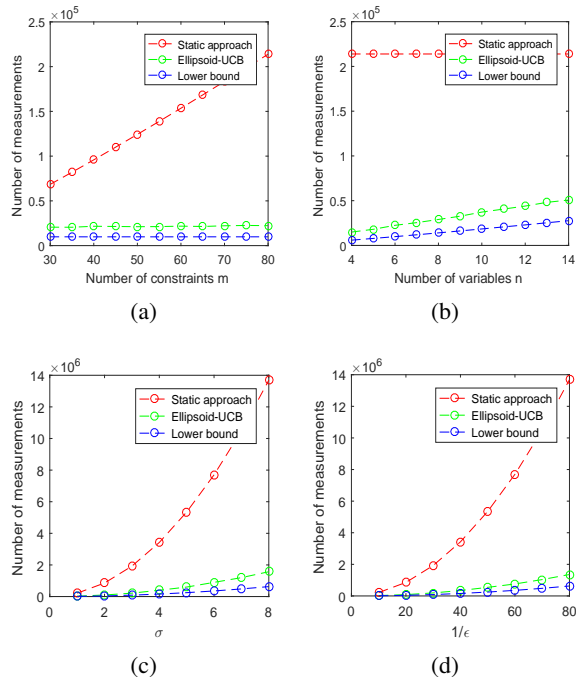 ×10^5
2.5
2
1.5
1
0.5
0
30 40 50 60 70 80
Number of measurements
Number of constraints m
Static approach
Ellipsoid-UCB
Lower bound
(a)
×10^5
2.5
2
1.5
1
0.5
0
4 6 8 10 12 14
Number of measurements
Number of variables n
Static approach
Ellipsoid-UCB
Lower bound
(b)
×10^6
14
12
10
8
6
4
2
0
0 2 4 6 8
Number of measurements
σ
Static approach
Ellipsoid-UCB
Lower bound
(c)
×10^6
14
12
10
8
6
4
2
0
0 20 40 60 80
Number of measurements
1/ϵ
Static approach
Ellipsoid-UCB
Lower bound
(d)